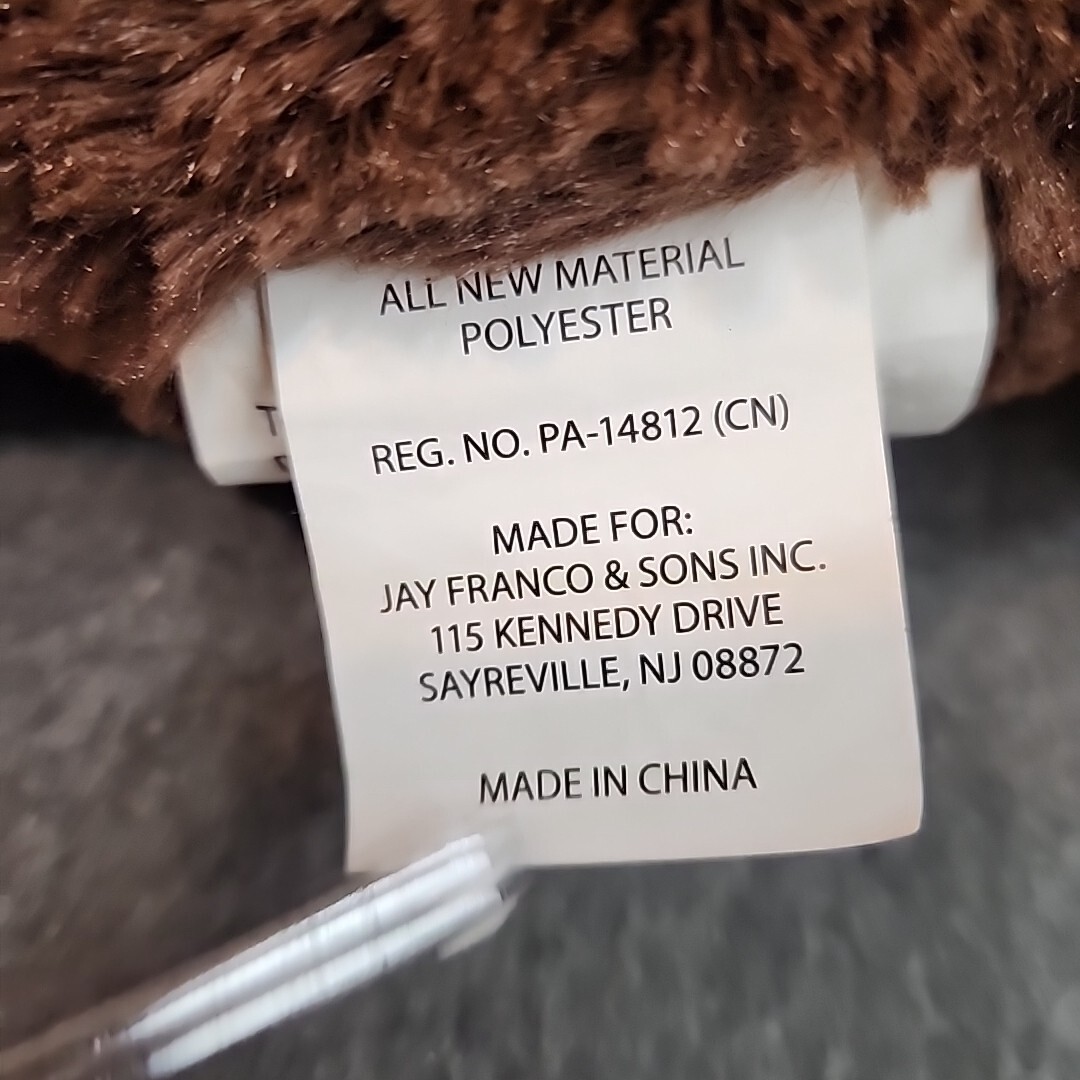 ALL NEW MATERIAL
POLYESTER
REG. NO. PA-14812 (CN)
MADE FOR:
JAY FRANCO & SONS INC.
115 KENNEDY DRIVE
SAYREVILLE, NJ 08872
MADE IN CHINA